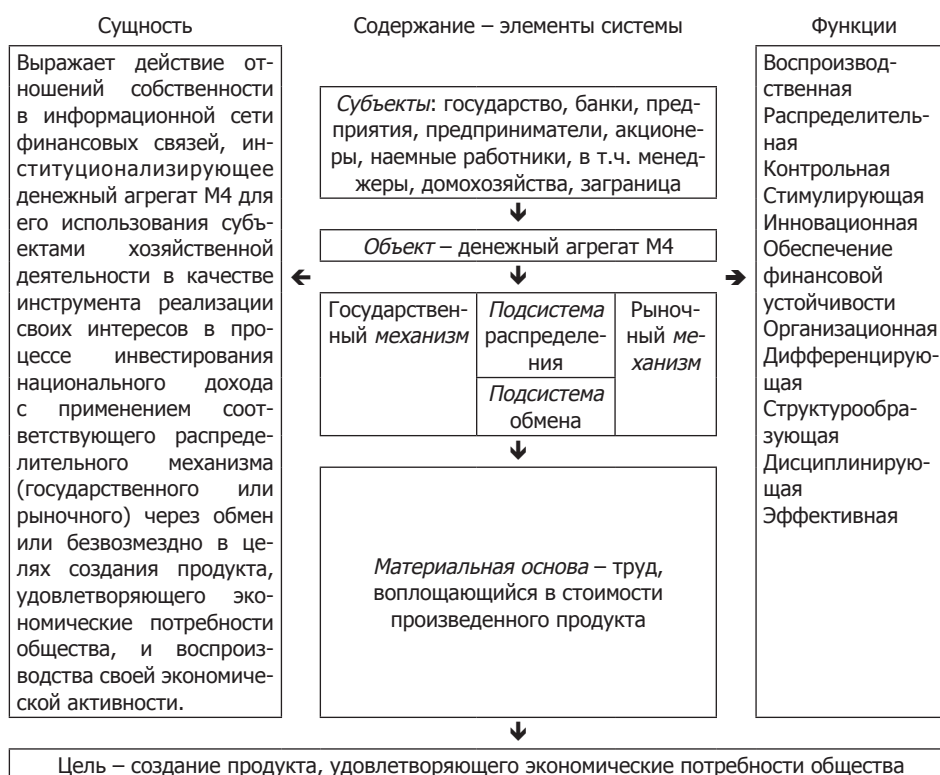 Сущность
Содержание – элементы системы
Функции
Выражает действие от-
ношений собственности
в информационной сети
финансовых связей, ин-
ституционализирующее
денежный агрегат М4 для
его использования субъ-
ектами хозяйственной
деятельности в качестве
инструмента реализации
своих интересов в про-
цессе инвестирования
национального дохода
с применением соот-
ветствующего распреде-
лительного механизма
(государственного или
рыночного) через обмен
или безвозмездно в це-
лях создания продукта,
удовлетворяющего эко-
номические потребности
общества, и воспроиз-
водства своей экономиче-
ской активности.
Субъекты: государство, банки, пред-
приятия, предприниматели, акционе-
ры, наемные работники, в т.ч. менед-
жеры, домохозяйства, заграница
Объект – денежный агрегат М4
Государствен-
ный механизм
Подсистема
распределе-
ния
Подсистема
обмена
Рыноч-
ный ме-
ханизм
Материальная основа – труд,
воплощающийся в стоимости
произведенного продукта
Воспроизвод-
ственная
Распределитель-
ная
Контрольная
Стимулирующая
Инновационная
Обеспечение
финансовой
устойчивости
Организационная
Дифференцирую-
щая
Структурообра-
зующая
Дисциплинирую-
щая
Эффективная
Цель – создание продукта, удовлетворяющего экономические потребности общества